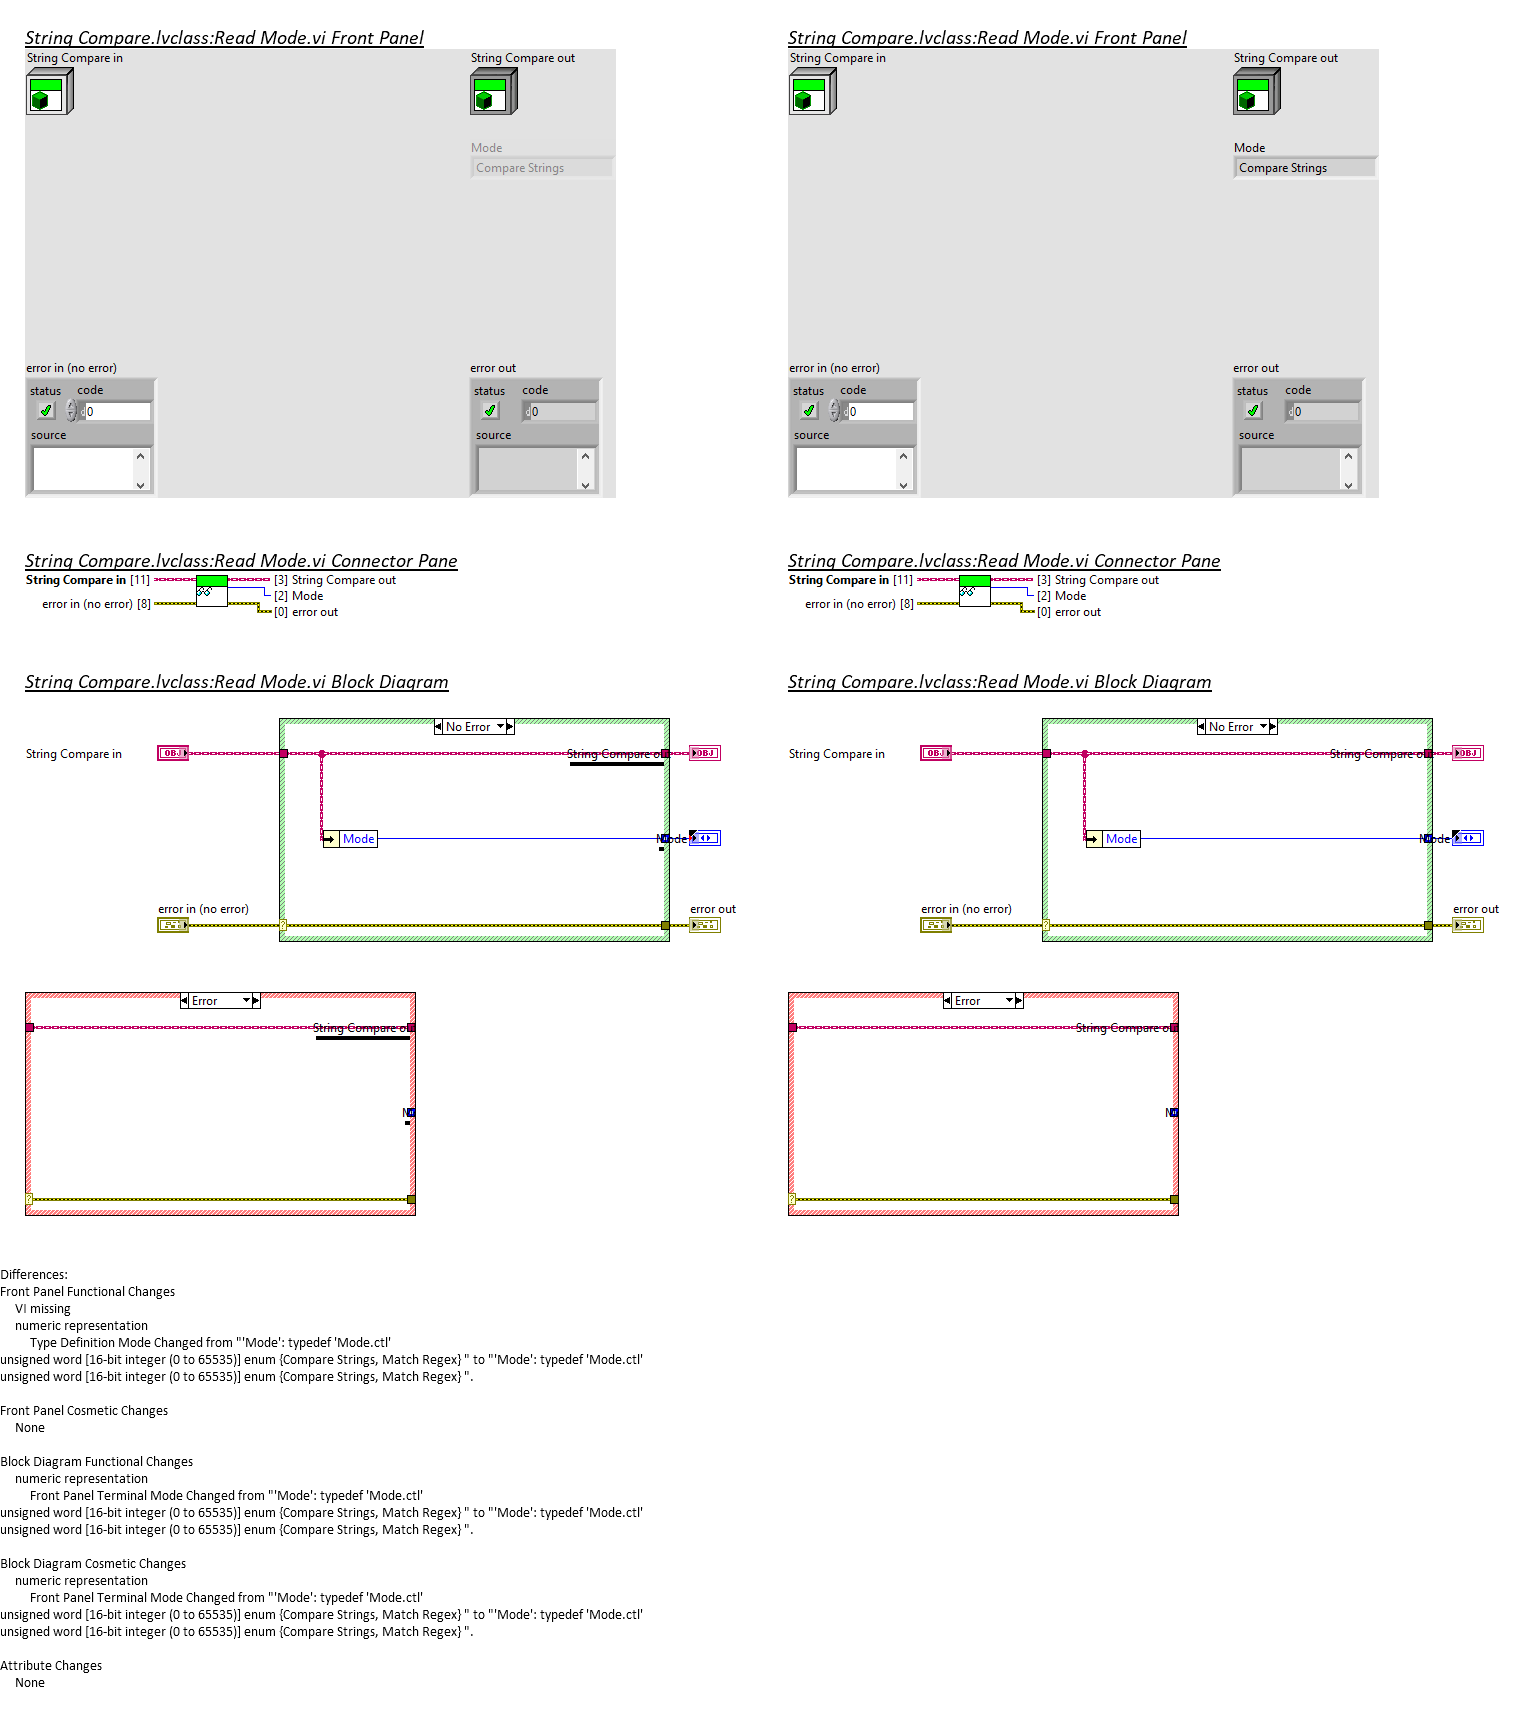 String Compare.lvclass:Read Mode.vi Front Panel
String Compare in
String Compare out
Mode
Compare Strings
error in (no error)
status code
d 0
source
error out
status code
d 0
source
String Compare.lvclass:Read Mode.vi Front Panel
String Compare in
String Compare out
Mode
Compare Strings
error in (no error)
status code
d 0
source
error out
status code
d 0
source
String Compare.lvclass:Read Mode.vi Connector Pane
String Compare in [11]
error in (no error) [8]
[3] String Compare out
[2] Mode
[0] error out
String Compare.lvclass:Read Mode.vi Connector Pane
String Compare in [11]
error in (no error) [8]
[3] String Compare out
[2] Mode
[0] error out
String Compare.lvclass:Read Mode.vi Block Diagram
No Error
String Compare in
OBJ
String Compare out
OBJ
Mode
Mode
error in (no error)
?
error out
Error
String Compare o
M
?
String Compare.lvclass:Read Mode.vi Block Diagram
No Error
String Compare in
OBJ
String Compare out
OBJ
Mode
Mode
error in (no error)
?
error out
Error
String Compare o
M
?
Differences:
Front Panel Functional Changes
VI missing
numeric representation
Type Definition Mode Changed from "'Mode': typedef 'Mode.ctl'
unsigned word [16-bit integer (0 to 65535)] enum {Compare Strings, Match Regex} " to "'Mode': typedef 'Mode.ctl'
unsigned word [16-bit integer (0 to 65535)] enum {Compare Strings, Match Regex} ".
Front Panel Cosmetic Changes
None
Block Diagram Functional Changes
numeric representation
Front Panel Terminal Mode Changed from "'Mode': typedef 'Mode.ctl'
unsigned word [16-bit integer (0 to 65535)] enum {Compare Strings, Match Regex} " to "'Mode': typedef 'Mode.ctl'
unsigned word [16-bit integer (0 to 65535)] enum {Compare Strings, Match Regex} ".
Block Diagram Cosmetic Changes
numeric representation
Front Panel Terminal Mode Changed from "'Mode': typedef 'Mode.ctl'
unsigned word [16-bit integer (0 to 65535)] enum {Compare Strings, Match Regex} " to "'Mode': typedef 'Mode.ctl'
unsigned word [16-bit integer (0 to 65535)] enum {Compare Strings, Match Regex} ".
Attribute Changes
None